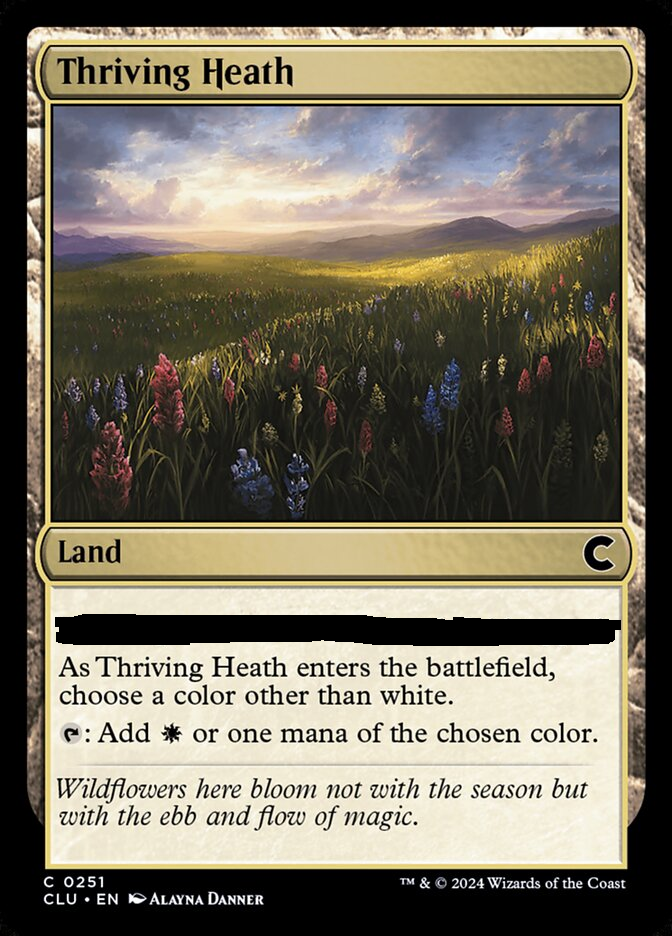 Thriving Heath
Land
As Thriving Heath enters the battlefield,
choose a color other than white.
: Add or one mana of the chosen color.
Wildflowers here bloom not with the season but
with the ebb and flow of magic.
C 0251
CLU • EN ALAYNA DANNER
™ & © 2024 Wizards of the Coast